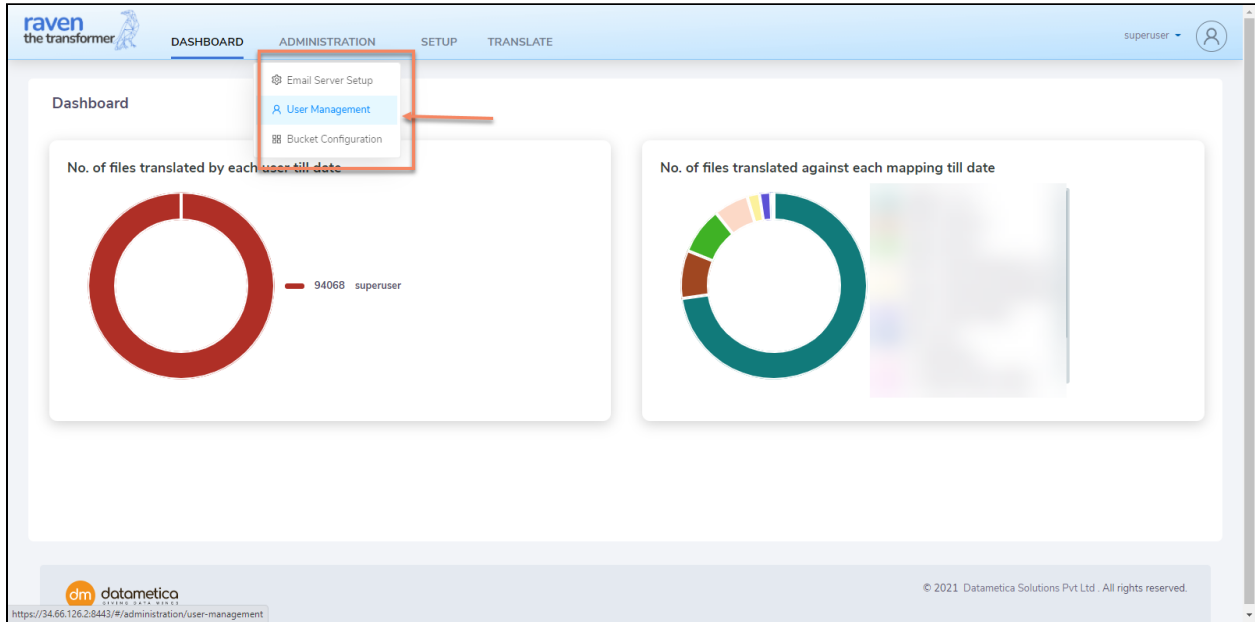 raven
the transformer
DASHBOARD ADMINISTRATION SETUP TRANSLATE
superuser
Email Server Setup
User Management
Bucket Configuration
Dashboard
No. of files translated by each user till date
94068 superuser
No. of files translated against each mapping till date
dm datametica
GIVING DATA WINGS
© 2021 Datametica Solutions Pvt Ltd . All rights reserved.
https://34.66.126.2:8443/#/administration/user-management